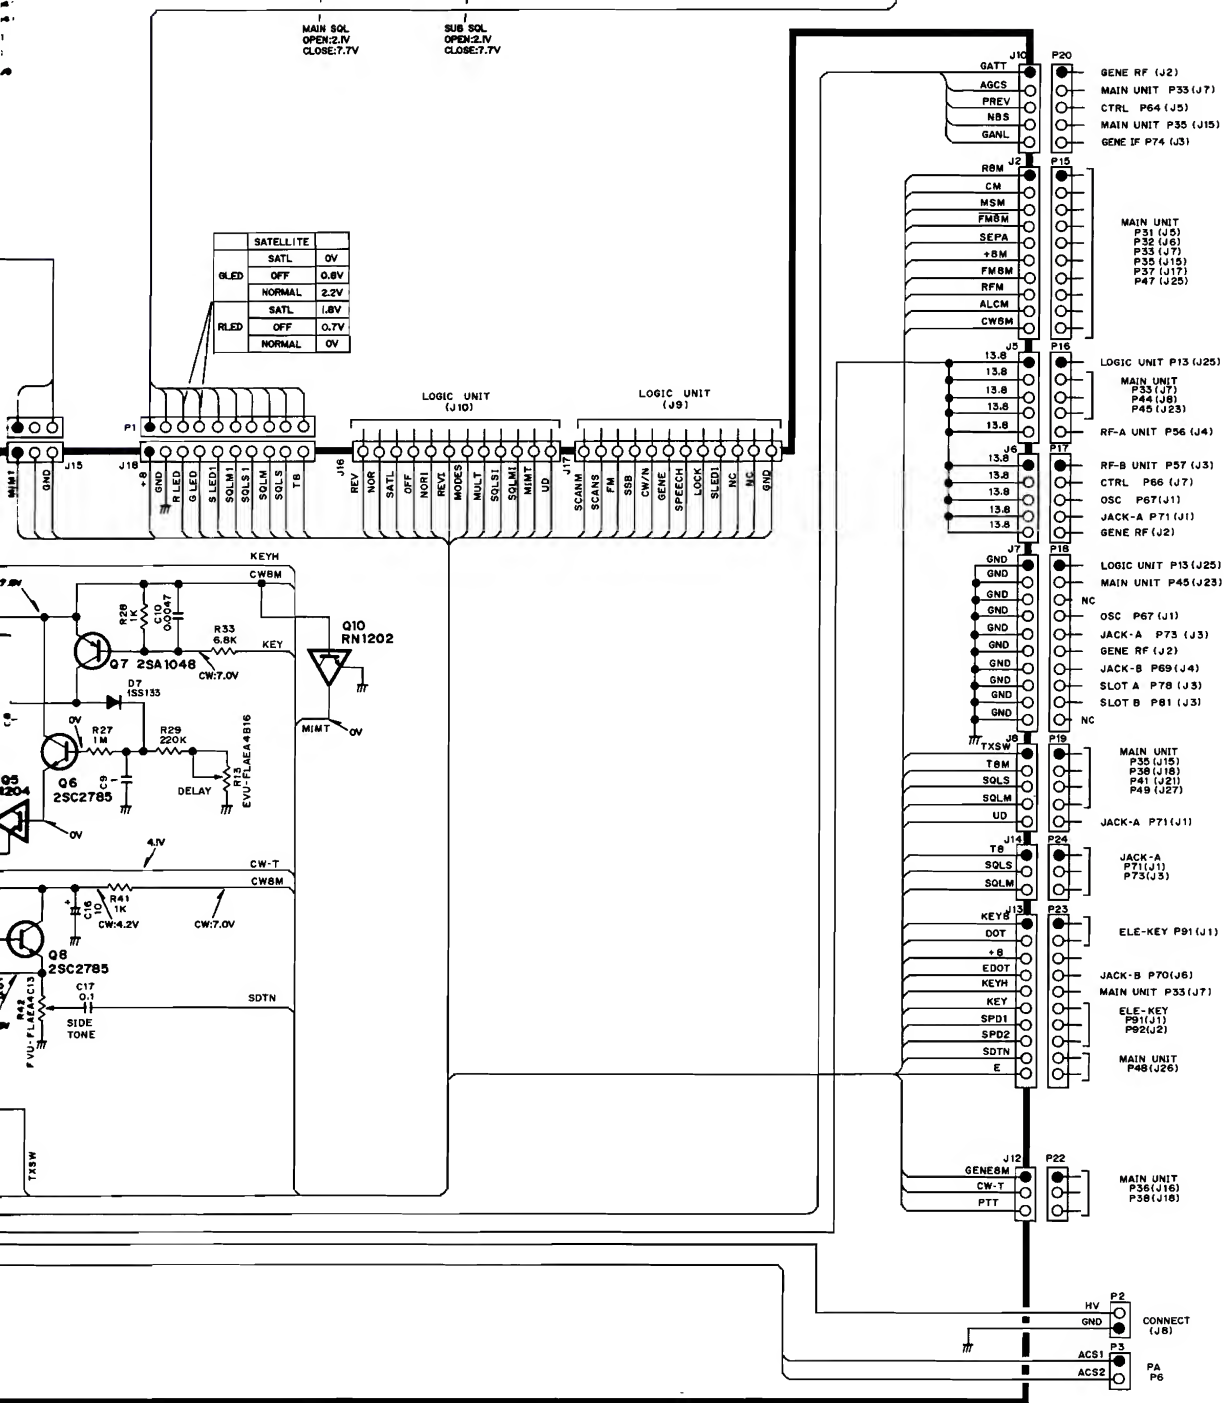 MAIN SQL
OPEN:2.1V
CLOSE:7.7V
SUB SQL
OPEN:2.1V
CLOSE:7.7V
SATELLITE
GLED
SATL 0V
OFF 0.8V
NORMAL 2.2V
RLED
SATL 1.8V
OFF 0.7V
NORMAL 0V
P1
J15
MIM1
GND
J18
+8
GND
R LED
G LED
S LED1
SQLM1
SQLS1
SQLM
SQLS
T8
LOGIC UNIT
(J10)
J16
REV
NOR
SATL
OFF
NOR1
REV1
MODES
MULT
SQLS1
SQLM1
MIMT
UD
LOGIC UNIT
(J9)
J17
SCANM
SCANS
FM
SSB
CW/N
GENE
SPEECH
LOCK
SLED1
NC
NC
GND
J10 P20
GATT GENE RF (J2)
AGCS MAIN UNIT P33 (J7)
PREV CTRL P64 (J5)
NBS MAIN UNIT P35 (J15)
GANL GENE IF P74 (J3)
J2 P15
R8M
CM
MSM
FM8M
SEPA
+8M
FM8M
RFM
ALCM
CW8M
MAIN UNIT
P31 (J5)
P32 (J6)
P33 (J7)
P35 (J15)
P37 (J17)
P47 (J25)
J5 P16
13.8 LOGIC UNIT P13 (J25)
13.8
13.8
13.8
MAIN UNIT
P33 (J7)
P44 (J8)
P45 (J23)
13.8 RF-A UNIT P56 (J4)
J6 P17
13.8 RF-B UNIT P57 (J3)
13.8 CTRL P66 (J7)
13.8 OSC P67(J1)
13.8 JACK-A P71 (J1)
13.8 GENE RF (J2)
J7 P18
GND LOGIC UNIT P13 (J25)
GND MAIN UNIT P45 (J23)
GND NC
GND OSC P67 (J1)
GND JACK-A P73 (J3)
GND GENE RF (J2)
GND JACK-B P69 (J4)
GND SLOT A P78 (J3)
GND SLOT B P81 (J3)
GND NC
J8 P19
TXSW
T8M
SQLS
SQLM
MAIN UNIT
P35 (J15)
P38 (J18)
P41 (J21)
P49 (J27)
UD JACK-A P71 (J1)
J14 P24
T8
SQLS
SQLM
JACK-A
P71 (J1)
P73 (J3)
J13 P23
KEY8
DOT
ELE-KEY P91 (J1)
+8
EDOT JACK-B P70(J6)
KEYH MAIN UNIT P33 (J7)
KEY
SPD1
SPD2
ELE-KEY
P91(J1)
P92(J2)
SDTN
E
MAIN UNIT
P48 (J26)
J12 P22
GENE8M
CW-T
PTT
MAIN UNIT
P36 (J16)
P38 (J18)
P2
HV
GND
CONNECT
(J8)
P3
ACS1
ACS2
PA
P6
KEYH
CW8M
R28
1K
C10
0.0047
R33
6.8K
KEY
Q7 2SA1048
CW:7.0V
Q10
RN1202
D7
1SS133
MIMT
0V
0V
R27
1M
R29
220K
Q6
2SC2785
C9
1
DELAY
R13
EVU-FLAEA4B16
Q5
0V
4.1V
CW-T
CW8M
R41
1K
C16
10
CW:4.2V
CW:7.0V
Q8
2SC2785
C17
0.1
SIDE
TONE
R42
SDTN
TXSW